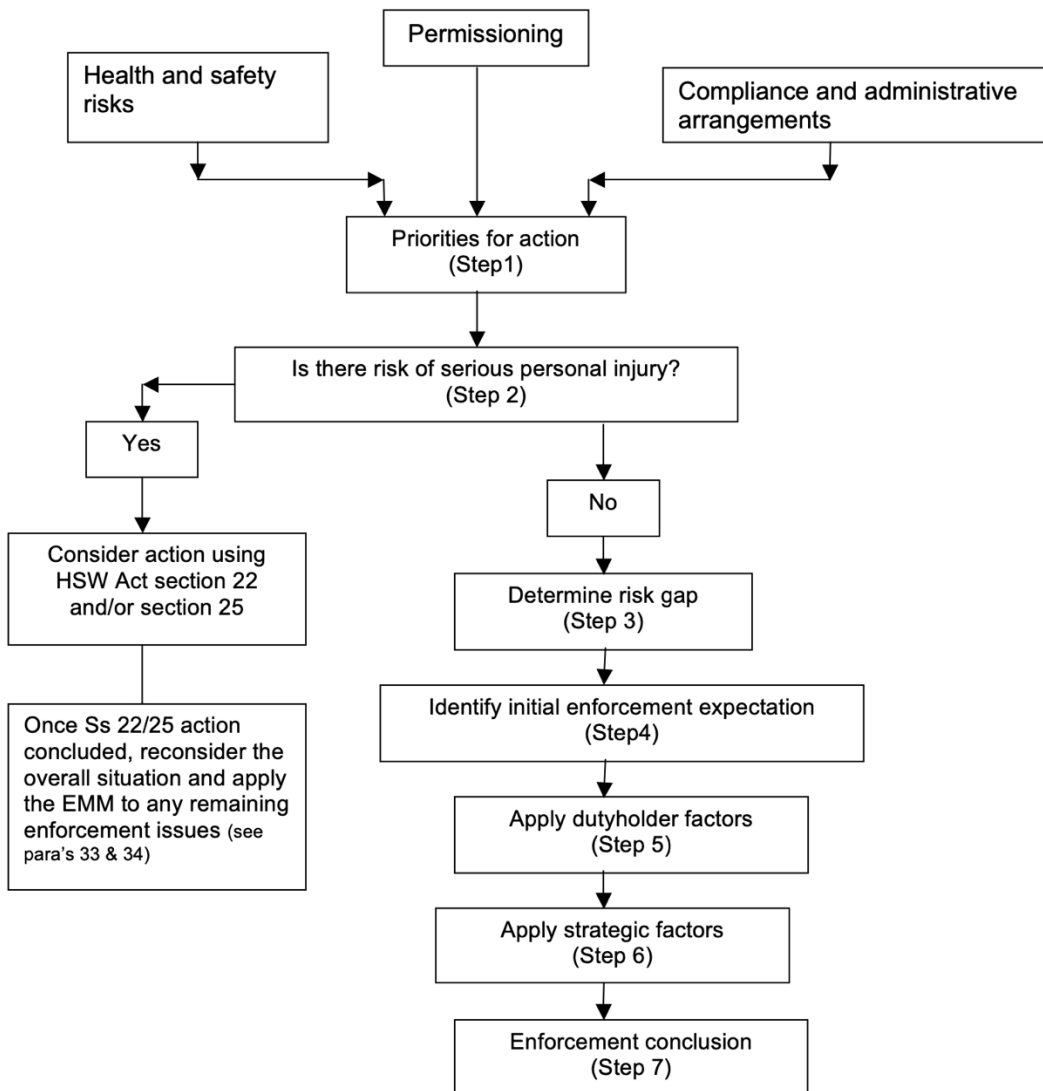 Permissioning
Health and safety
risks
Compliance and administrative
arrangements
Priorities for action
(Step1)
Is there risk of serious personal injury?
(Step 2)
Yes
No
Consider action using
HSW Act section 22
and/or section 25
Determine risk gap
(Step 3)
Identify initial enforcement expectation
(Step4)
Once Ss 22/25 action
concluded, reconsider the
overall situation and apply
the EMM to any remaining
enforcement issues (see
para’s 33 & 34)
Apply dutyholder factors
(Step 5)
Apply strategic factors
(Step 6)
Enforcement conclusion
(Step 7)